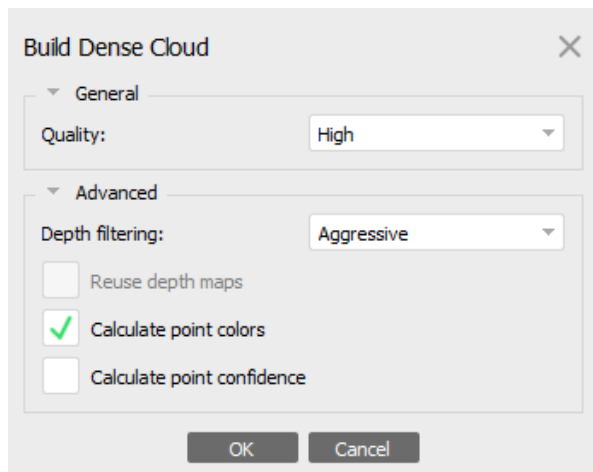 Build Dense Cloud
General
Quality: High
Advanced
Depth filtering: Aggressive
Reuse depth maps
Calculate point colors
Calculate point confidence
OK Cancel